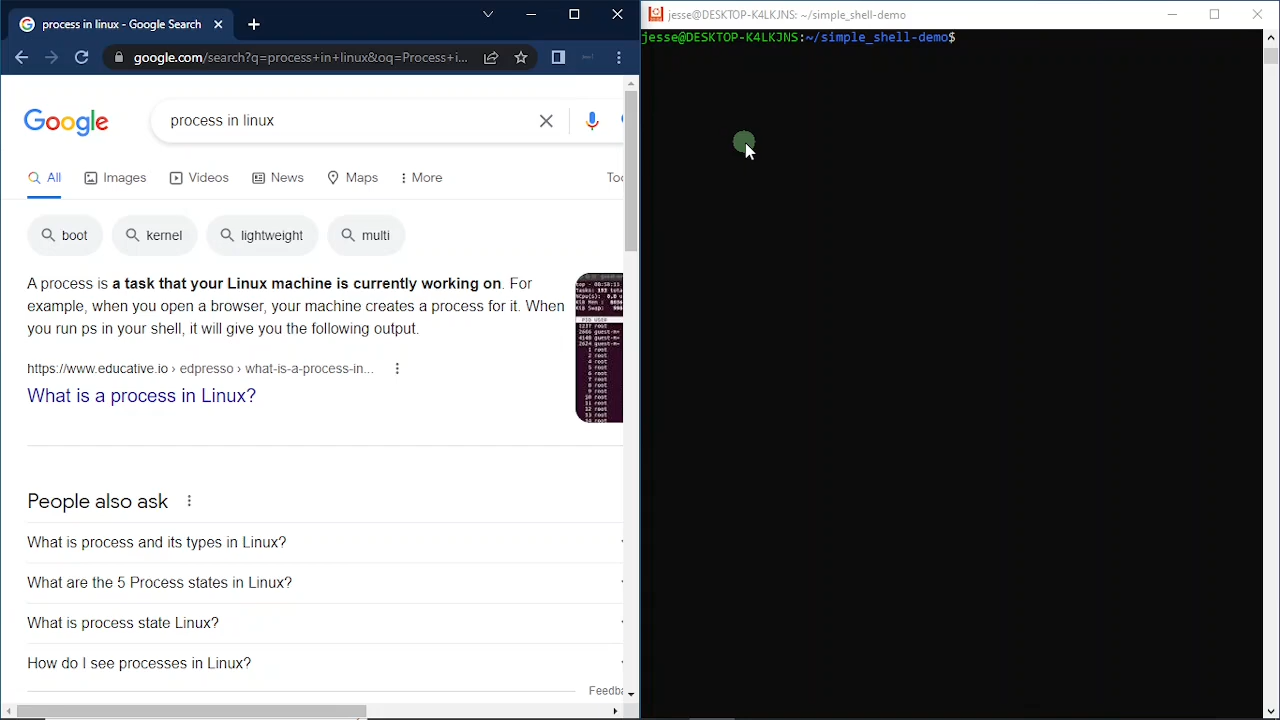 process in linux - Google Search
google.com/search?q=process+in+linux&oq=Process+i...
Google
process in linux
All
Images
Videos
News
Maps
More
boot
kernel
lightweight
multi
A process is a task that your Linux machine is currently working on. For
example, when you open a browser, your machine creates a process for it. When
you run ps in your shell, it will give you the following output.
https://www.educative.io › edpresso › what-is-a-process-in...
What is a process in Linux?
People also ask
What is process and its types in Linux?
What are the 5 Process states in Linux?
What is process state Linux?
How do I see processes in Linux?
jesse@DESKTOP-K4LKJNS: ~/simple_shell-demo
jesse@DESKTOP-K4LKJNS:~/simple_shell-demo$